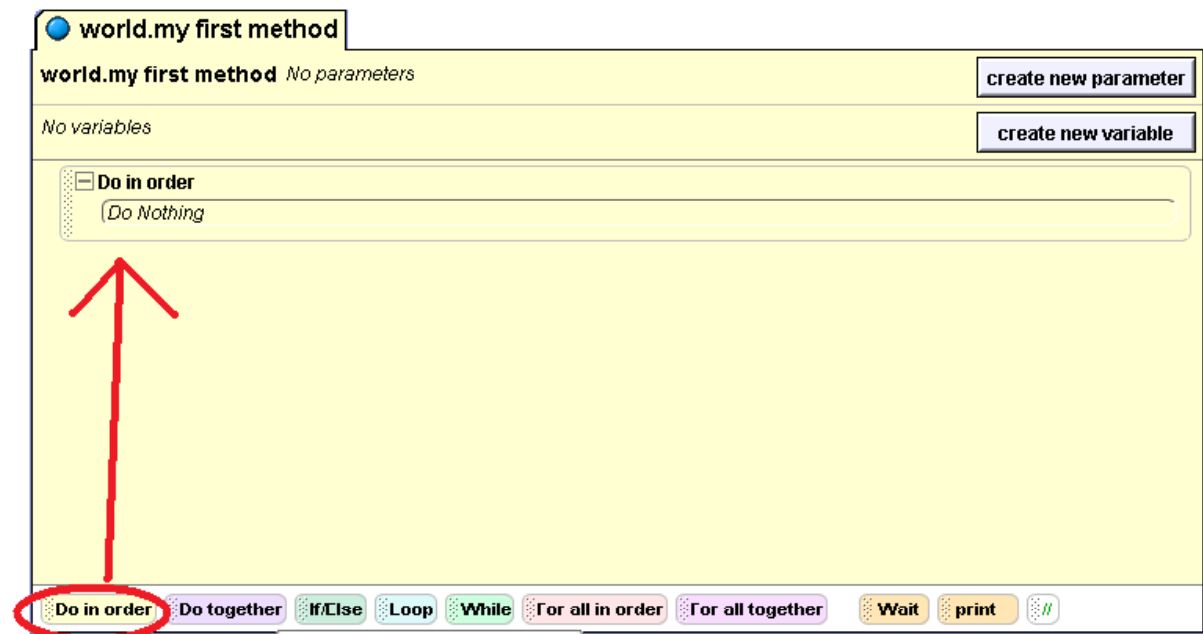 world.my first method
world.my first method No parameters
create new parameter
No variables
create new variable
Do in order
Do Nothing
Do in order Do together If/Else Loop While For all in order For all together Wait print //